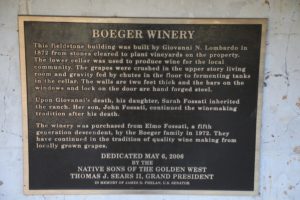 BOEGER WINERY
This fieldstone building was built by Giovanni N. Lombardo in
1872 from stones cleared to plant vineyards on the property.
The lower cellar was used to produce wine for the local
community. The grapes were crushed in the upper story living
room and gravity fed by chutes in the floor to fermenting tanks
in the cellar. The walls are two feet thick and the bars on the
windows and lock on the door are hand forged steel.
Upon Giovanni's death, his daughter, Sarah Fossati inherited
the ranch. Her son, John Fossati, continued the winemaking
tradition after his death.
The winery was purchased from Elmo Fossati, a fifth
generation descendent, by the Boeger family in 1972. They
have continued in the tradition of quality wine making from
locally grown grapes.
DEDICATED MAY 6, 2006
BY THE
NATIVE SONS OF THE GOLDEN WEST
THOMAS J. SEARS II, GRAND PRESIDENT
IN MEMORY OF JAMES D. PHELAN, U.S. SENATOR